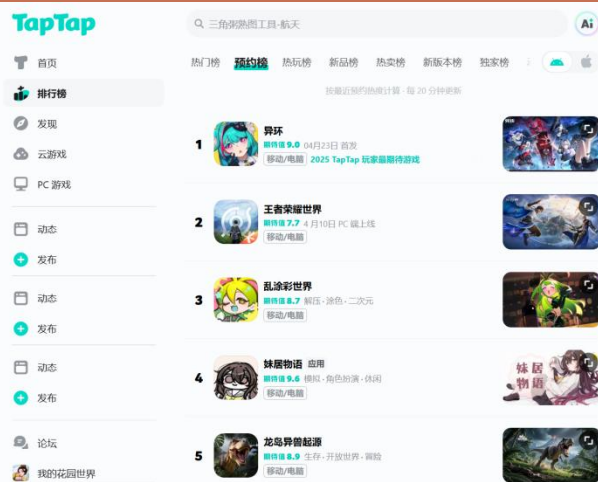 TapTap
三角粥熟图工具·航天
Ai
首页
排行榜
发现
云游戏
PC 游戏
动态
发布
动态
发布
动态
发布
论坛
我的花园世界
热门榜 预约榜 热玩榜 新品榜 热卖榜 新版本榜 独家榜
按最近预约热度计算·每 20 分钟更新
1
异环
期待值 9.0 04月23日 首发
移动/电脑 2025 TapTap 玩家最期待游戏
2
王者荣耀世界
期待值 7.7 4 月10日 PC 端上线
移动/电脑
3
乱涂彩世界
期待值 8.7 解压·涂色·二次元
移动/电脑
4
妹居物语 应用
期待值 9.6 模拟·角色扮演·休闲
移动/电脑
妹居
物语
5
龙岛异兽起源
期待值 8.9 生存·开放世界·冒险
移动/电脑